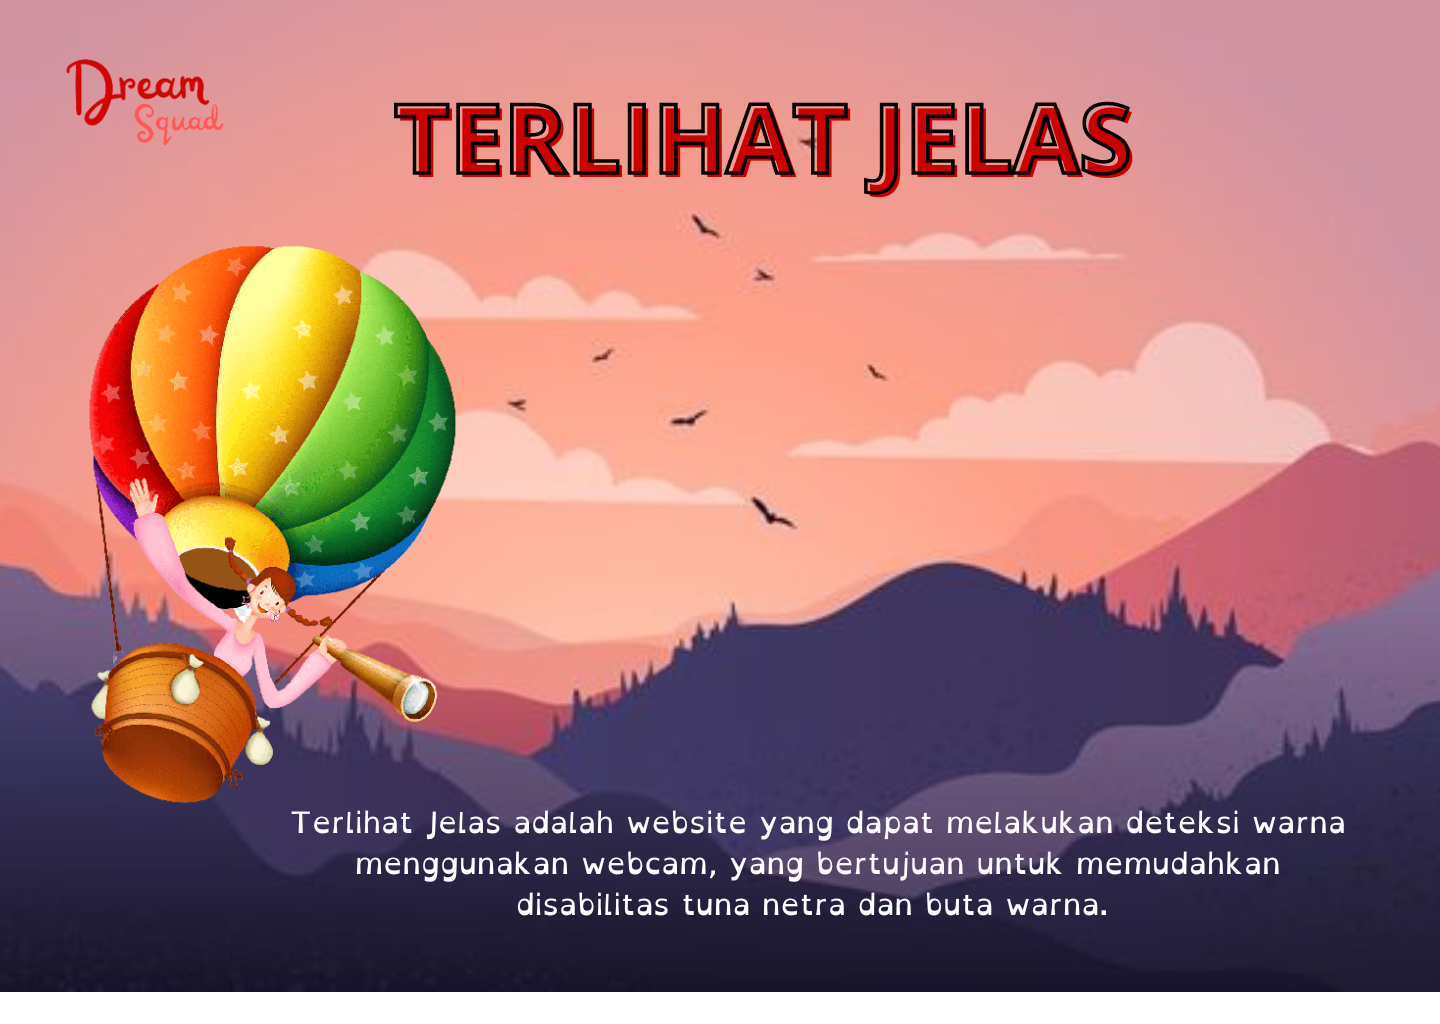 Dream
Squad
TERLIHAT JELAS
Terlihat Jelas adalah website yang dapat melakukan deteksi warna
menggunakan webcam, yang bertujuan untuk memudahkan
disabilitas tuna netra dan buta warna.